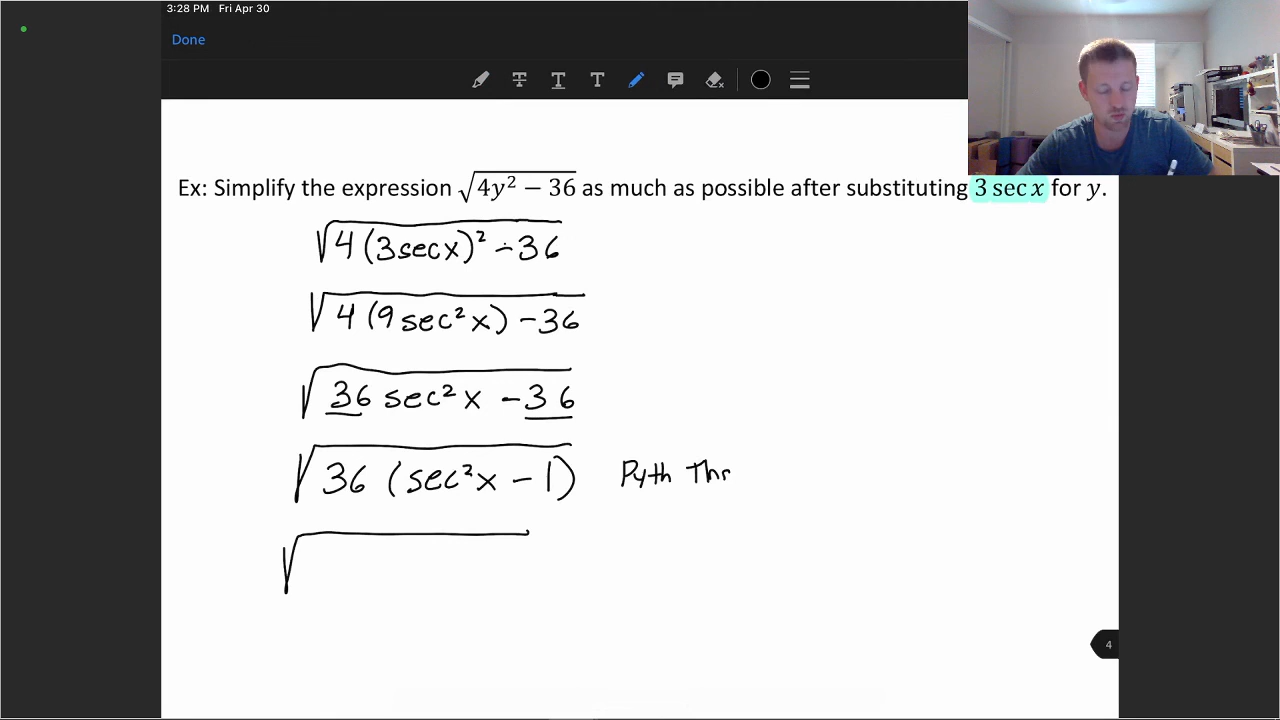 3:28 PM Fri Apr 30
Done
Ex: Simplify the expression √(4y² − 36) as much as possible after substituting 3 sec x for y.
√(4(3secx)² − 36)
√(4(9sec²x) − 36)
√(36 sec²x − 36)
√(36 (sec²x − 1)) Pyth Thr
√
4